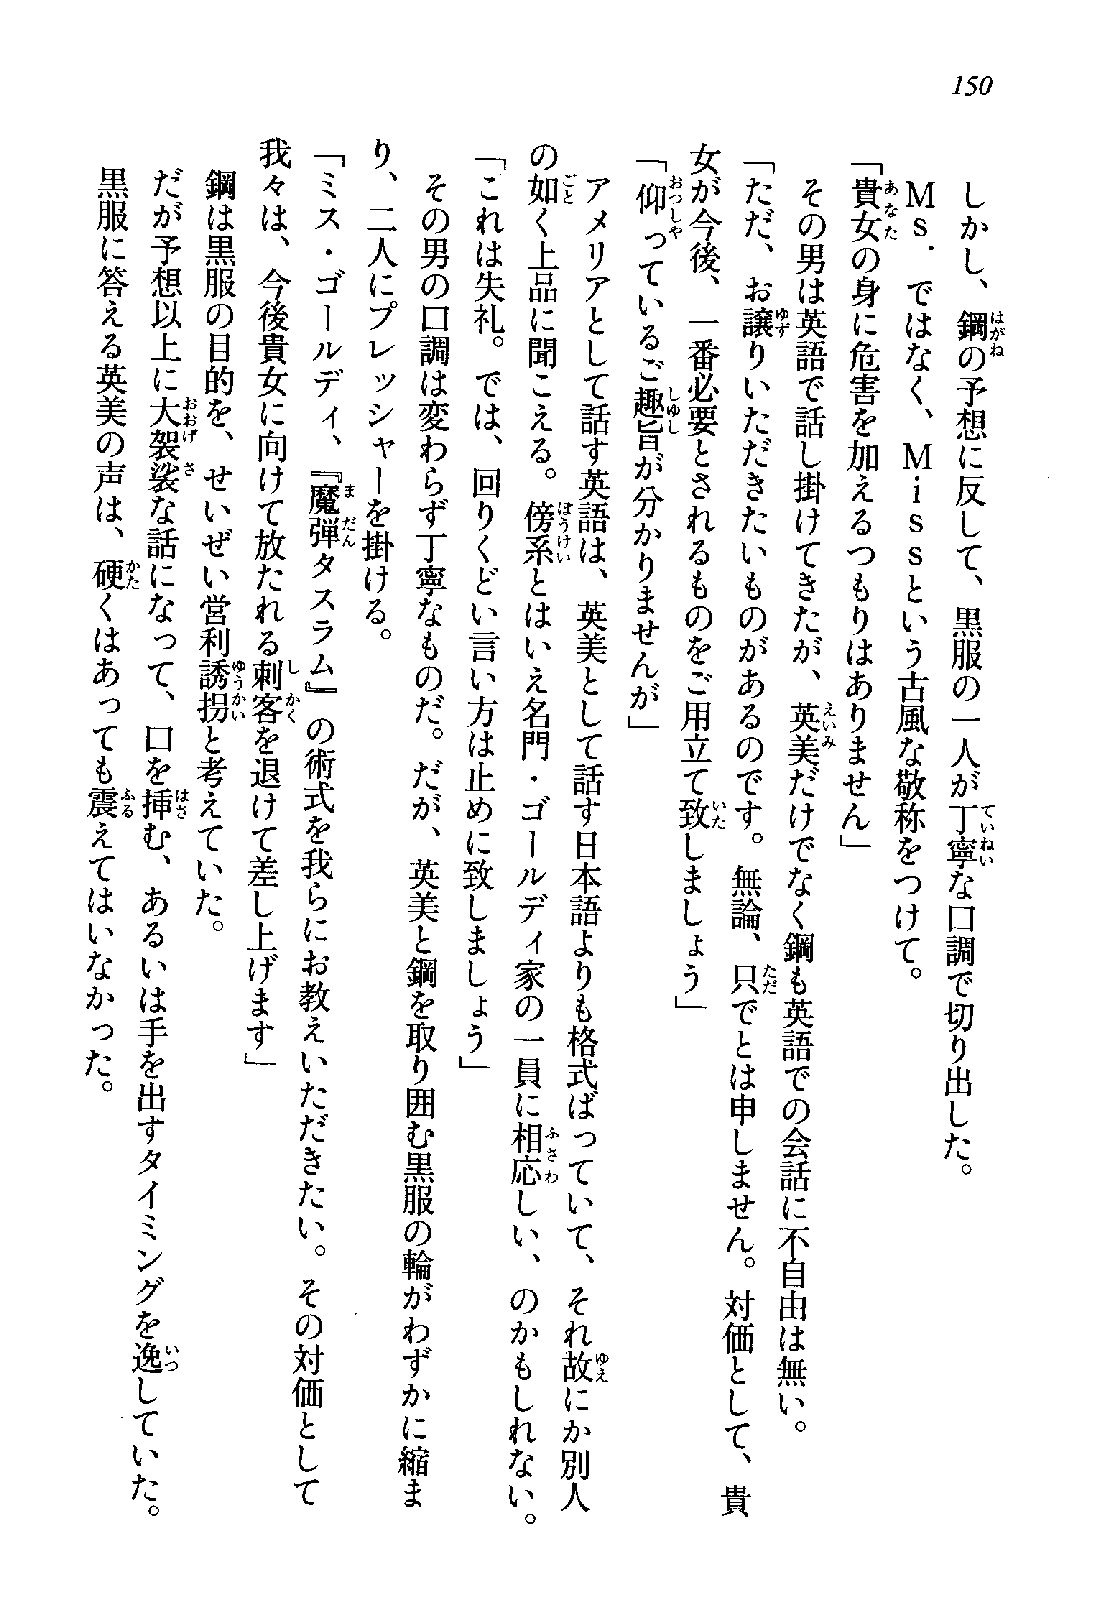 150
しかし、鋼の予想に反して、黒服の一人が丁寧な口調で切り出した。
Ms．ではなく、Missという古風な敬称をつけて。
「貴女の身に危害を加えるつもりはありません」
その男は英語で話し掛けてきたが、英美だけでなく鋼も英語での会話に不自由は無い。
「ただ、お譲りいただきたいものがあるのです。無論、只でとは申しません。対価として、貴
女が今後、一番必要とされるものをご用立て致しましょう」
「仰っているご趣旨が分かりませんが」
アメリアとして話す英語は、英美として話す日本語よりも格式ばっていて、それ故にか別人
の如く上品に聞こえる。傍系とはいえ名門・ゴールディ家の一員に相応しい、のかもしれない。
「これは失礼。では、回りくどい言い方は止めに致しましょう」
その男の口調は変わらず丁寧なものだ。だが、英美と鋼を取り囲む黒服の輪がわずかに縮ま
り、二人にプレッシャーを掛ける。
「ミス・ゴールディ、『魔弾タスラム』の術式を我らにお教えいただきたい。その対価として
我々は、今後貴女に向けて放たれる刺客を退けて差し上げます」
鋼は黒服の目的を、せいぜい営利誘拐と考えていた。
だが予想以上に大袈裟な話になって、口を挿む、あるいは手を出すタイミングを逸していた。
黒服に答える英美の声は、硬くはあっても震えてはいなかった。